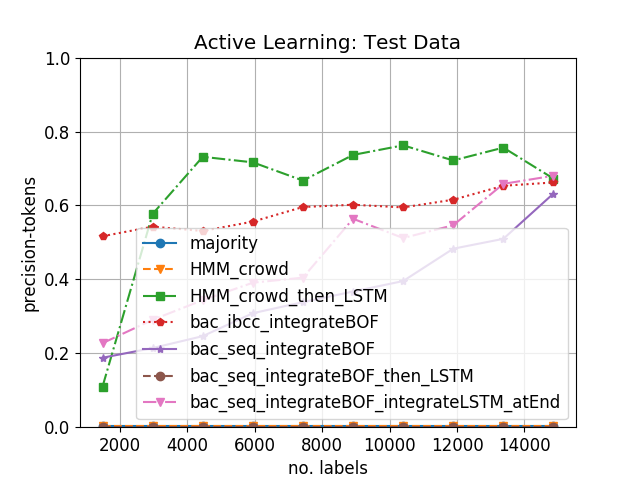 Active Learning: Test Data
1.0
0.8
0.6
0.4
0.2
0.0
precision-tokens
majority
HMM_crowd
HMM_crowd_then_LSTM
bac_ibcc_integrateBOF
bac_seq_integrateBOF
bac_seq_integrateBOF_then_LSTM
bac_seq_integrateBOF_integrateLSTM_atEnd
2000 4000 6000 8000 10000 12000 14000
no. labels